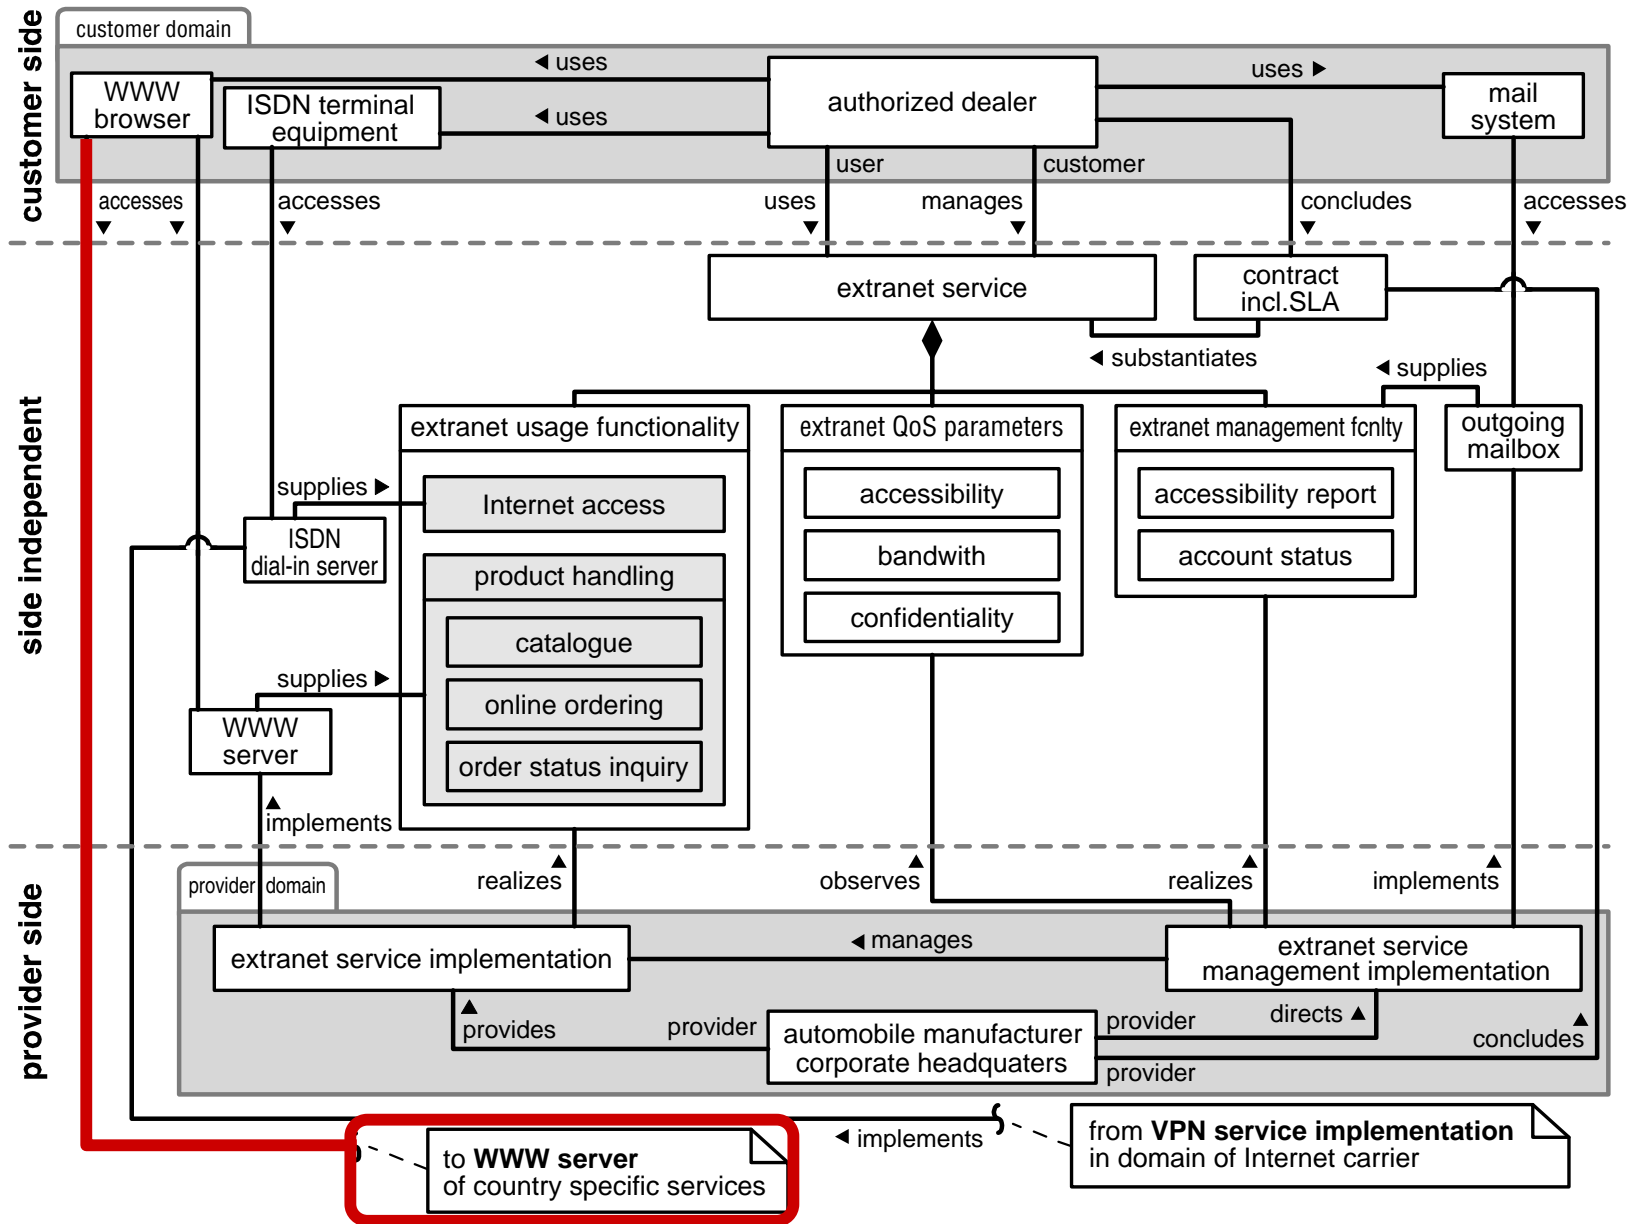 customer side
customer domain
WWW
browser
ISDN terminal
equipment
◄ uses
◄ uses
authorized dealer
uses ►
mail
system
user
customer
accesses
▼
▼
accesses
▼
uses
▼
manages
▼
concludes
▼
accesses
▼
side independent
extranet service
contract
incl.SLA
◄ substantiates
◄ supplies
extranet usage functionality
extranet QoS parameters
extranet management fcnlty
outgoing
mailbox
supplies ►
Internet access
accessibility
accessibility report
ISDN
dial-in server
bandwith
account status
product handling
confidentiality
catalogue
supplies ►
online ordering
WWW
server
order status inquiry
▲
implements
provider side
provider domain
▲
realizes
▲
observes
▲
realizes
▲
implements
extranet service implementation
◄ manages
extranet service
management implementation
▲
provides
provider
automobile manufacturer
corporate headquaters
provider
directs ▲
provider
▲
concludes
◄ implements
to WWW server
of country specific services
from VPN service implementation
in domain of Internet carrier